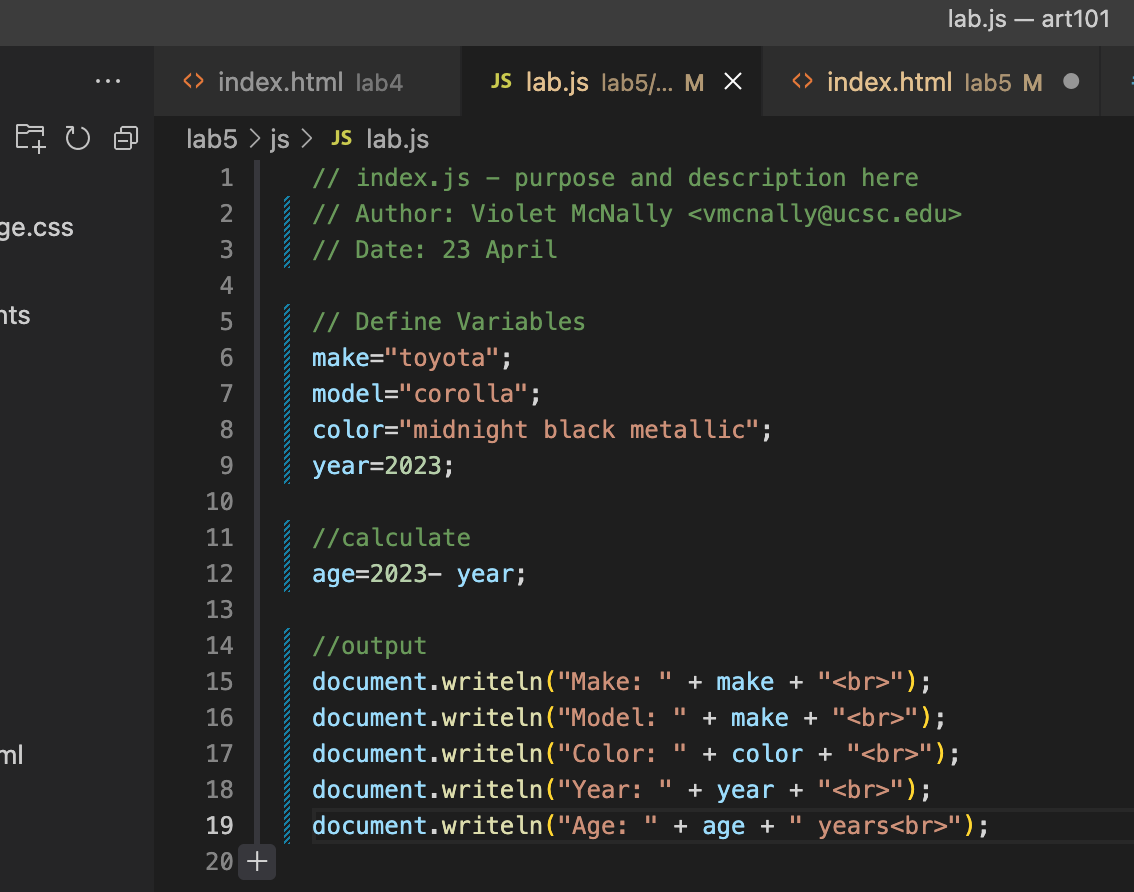 lab.js — art101
··· <> index.html lab4 JS lab.js lab5/... M × <> index.html lab5 M ●
lab5 > js > JS lab.js
ge.css
nts
ml
1 // index.js - purpose and description here
2 // Author: Violet McNally <vmcnally@ucsc.edu>
3 // Date: 23 April
4
5 // Define Variables
6 make="toyota";
7 model="corolla";
8 color="midnight black metallic";
9 year=2023;
10
11 //calculate
12 age=2023- year;
13
14 //output
15 document.writeln("Make: " + make + "<br>");
16 document.writeln("Model: " + make + "<br>");
17 document.writeln("Color: " + color + "<br>");
18 document.writeln("Year: " + year + "<br>");
19 document.writeln("Age: " + age + " years<br>");
20 +